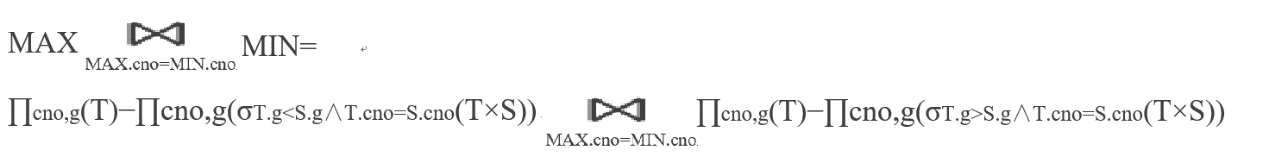 MAX ⋈ MIN=
MAX.cno=MIN.cno
∏cno,g(T)−∏cno,g(σT.g<S.g∧T.cno=S.cno(T×S)) ⋈ ∏cno,g(T)−∏cno,g(σT.g>S.g∧T.cno=S.cno(T×S))
MAX.cno=MIN.cno